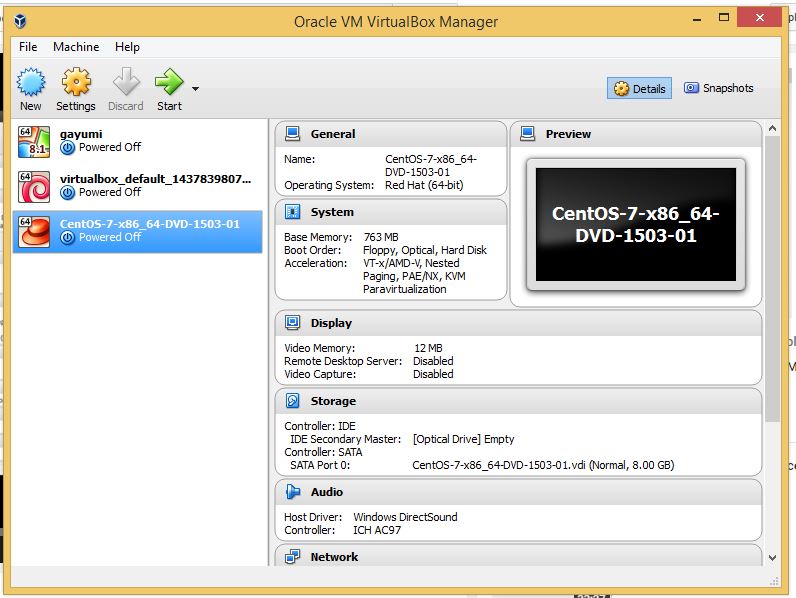 Oracle VM VirtualBox Manager
File Machine Help
New Settings Discard Start
Details Snapshots
64
8.1
gayumi
Powered Off
64
virtualbox_default_1437839807...
Powered Off
64
CentOS-7-x86_64-DVD-1503-01
Powered Off
General
Name: CentOS-7-x86_64-
DVD-1503-01
Operating System: Red Hat (64-bit)
Preview
CentOS-7-x86_64-
DVD-1503-01
System
Base Memory: 763 MB
Boot Order: Floppy, Optical, Hard Disk
Acceleration: VT-x/AMD-V, Nested
Paging, PAE/NX, KVM
Paravirtualization
Display
Video Memory: 12 MB
Remote Desktop Server: Disabled
Video Capture: Disabled
Storage
Controller: IDE
IDE Secondary Master: [Optical Drive] Empty
Controller: SATA
SATA Port 0: CentOS-7-x86_64-DVD-1503-01.vdi (Normal, 8.00 GB)
Audio
Host Driver: Windows DirectSound
Controller: ICH AC97
Network